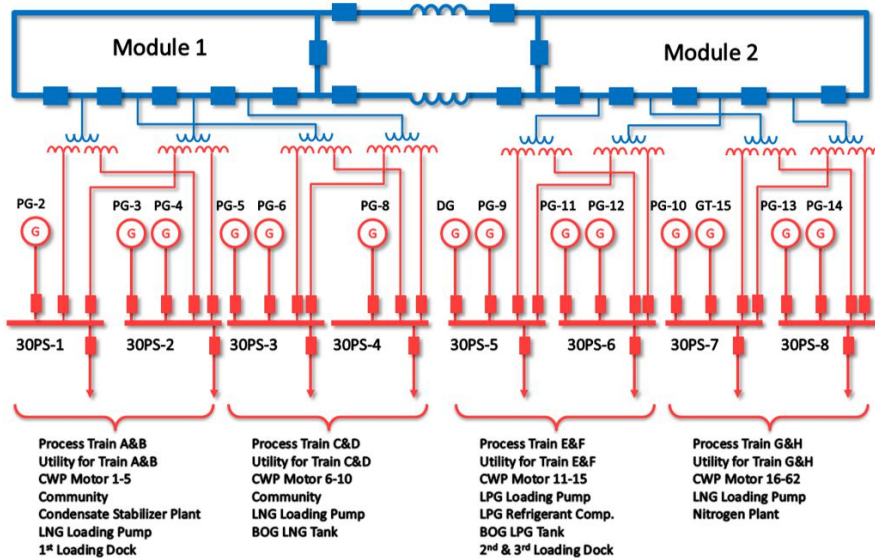 Module 1
Module 2
PG-2
PG-3
PG-4
PG-5
PG-6
PG-8
DG
PG-9
PG-11
PG-12
PG-10
GT-15
PG-13
PG-14
G
G
G
G
G
G
G
G
G
G
G
G
G
G
30PS-1
30PS-2
30PS-3
30PS-4
30PS-5
30PS-6
30PS-7
30PS-8
Process Train A&B
Utility for Train A&B
CWP Motor 1-5
Community
Condensate Stabilizer Plant
LNG Loading Pump
1st Loading Dock
Process Train C&D
Utility for Train C&D
CWP Motor 6-10
Community
LNG Loading Pump
BOG LNG Tank
Process Train E&F
Utility for Train E&F
CWP Motor 11-15
LPG Loading Pump
LPG Refrigerant Comp.
BOG LPG Tank
2nd & 3rd Loading Dock
Process Train G&H
Utility for Train G&H
CWP Motor 16-62
LNG Loading Pump
Nitrogen Plant